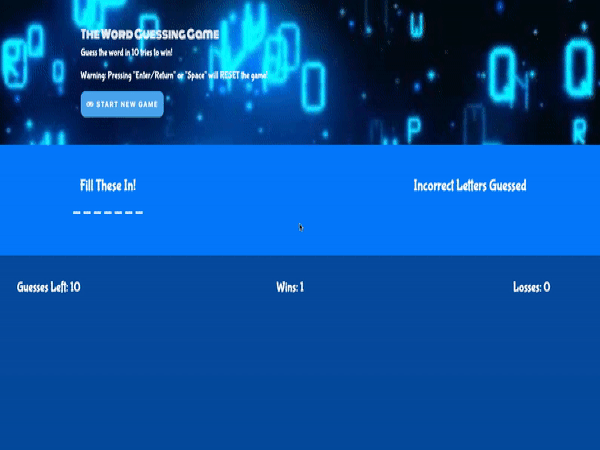 The Word Guessing Game
Guess the word in 10 tries to win!
Warning: Pressing "Enter/Return" or "Space" will RESET the game!
START NEW GAME
Fill These In!
Incorrect Letters Guessed
_ _ _ _ _ _ _
Guesses Left: 10
Wins: 1
Losses: 0
W
Q
Q
P
R